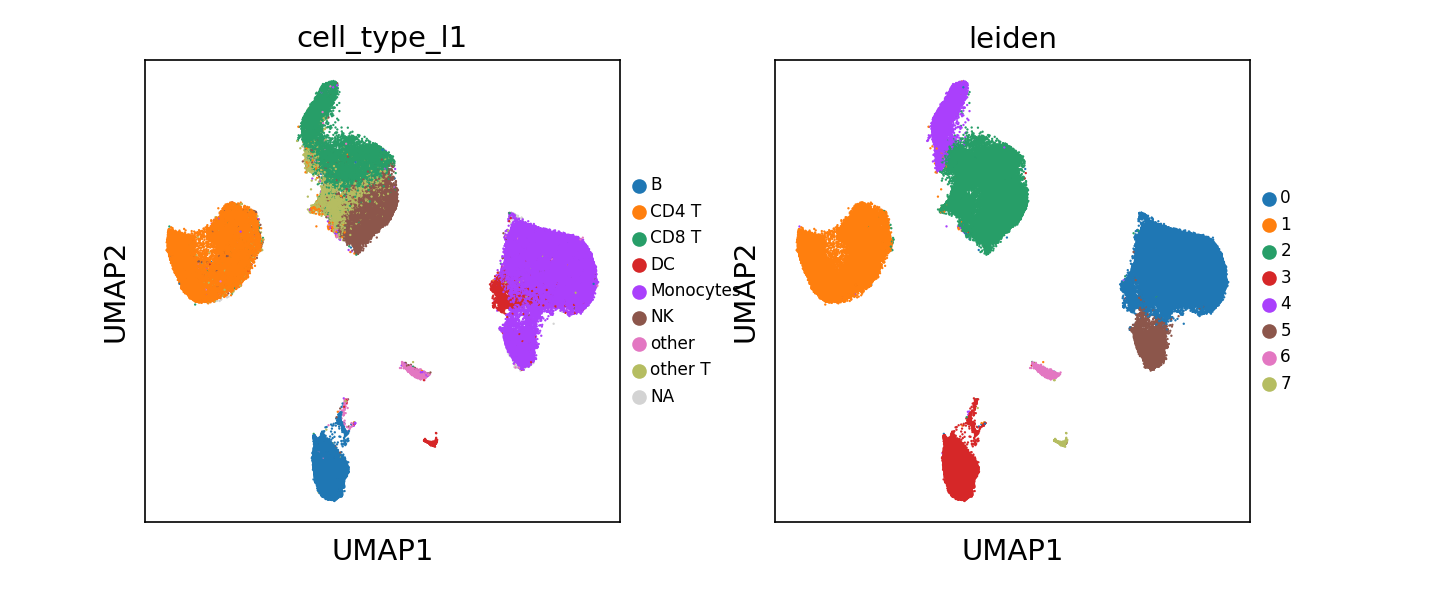 cell_type_l1
UMAP2
UMAP1
B
CD4 T
CD8 T
DC
Monocytes
NK
other
other T
NA
leiden
UMAP2
UMAP1
0
1
2
3
4
5
6
7